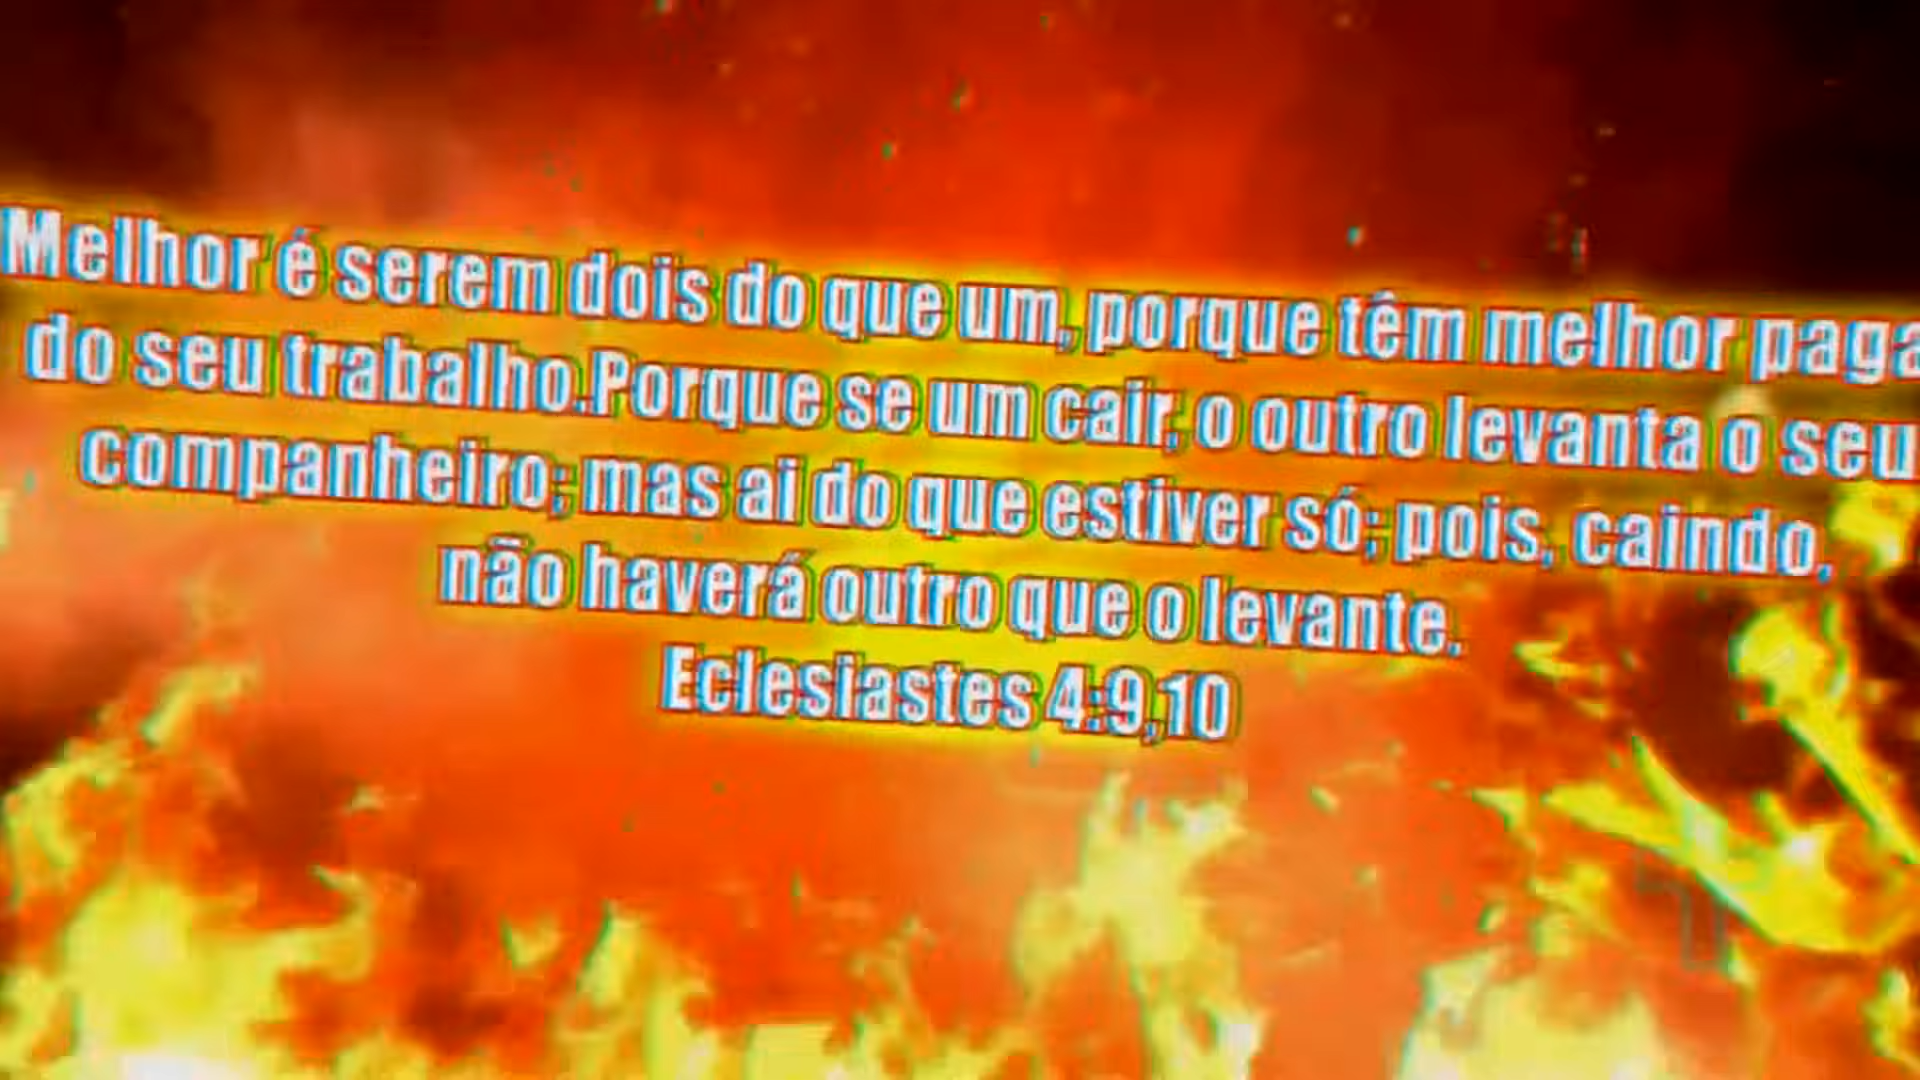 Melhor é serem dois do que um, porque têm melhor paga
do seu trabalho.Porque se um cair, o outro levanta o seu
companheiro; mas ai do que estiver só; pois, caindo,
não haverá outro que o levante.
Eclesiastes 4:9,10